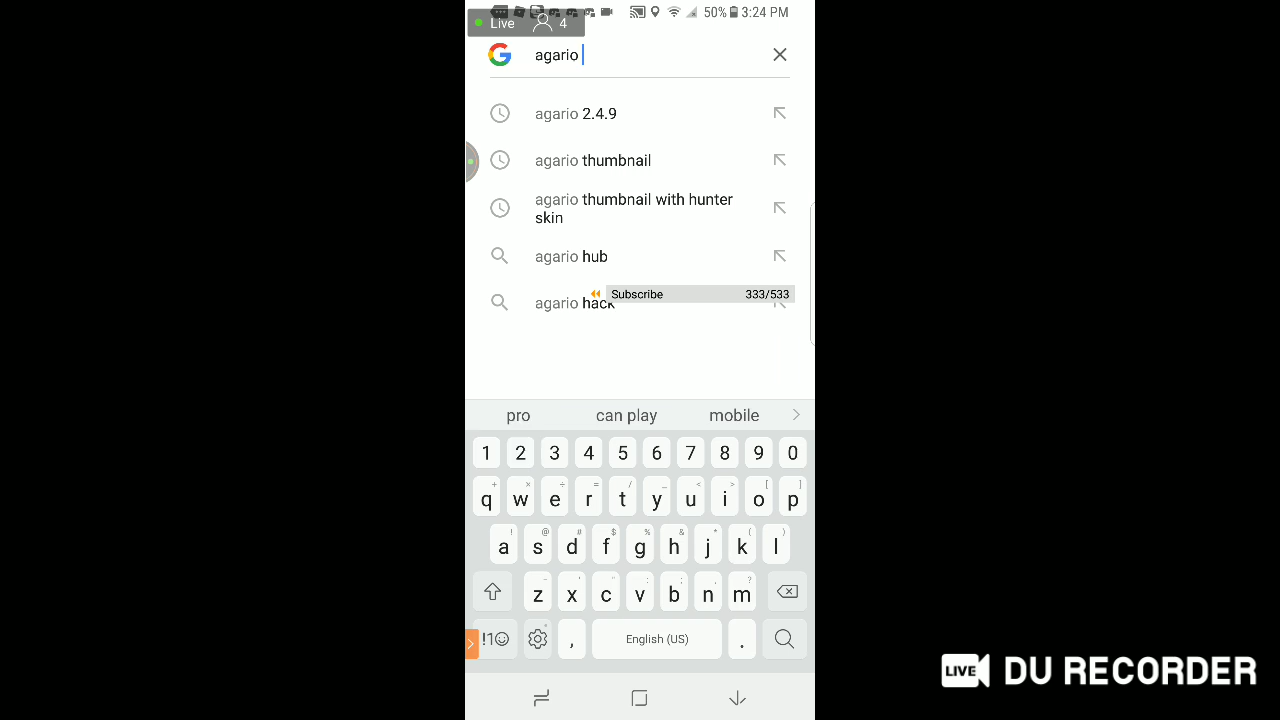 50% 3:24 PM
Live 4
agario
agario 2.4.9
agario thumbnail
agario thumbnail with hunter
skin
agario hub
Subscribe 333/533
agario hack
pro can play mobile
1 2 3 4 5 6 7 8 9 0
+ × ÷ = / _ < > [ ]
q w e r t y u i o p
! @ # $ % ^ & * ( )
a s d f g h j k l
- ' " : ; , ?
z x c v b n m
!1☺ , English (US) .
LIVE DU RECORDER